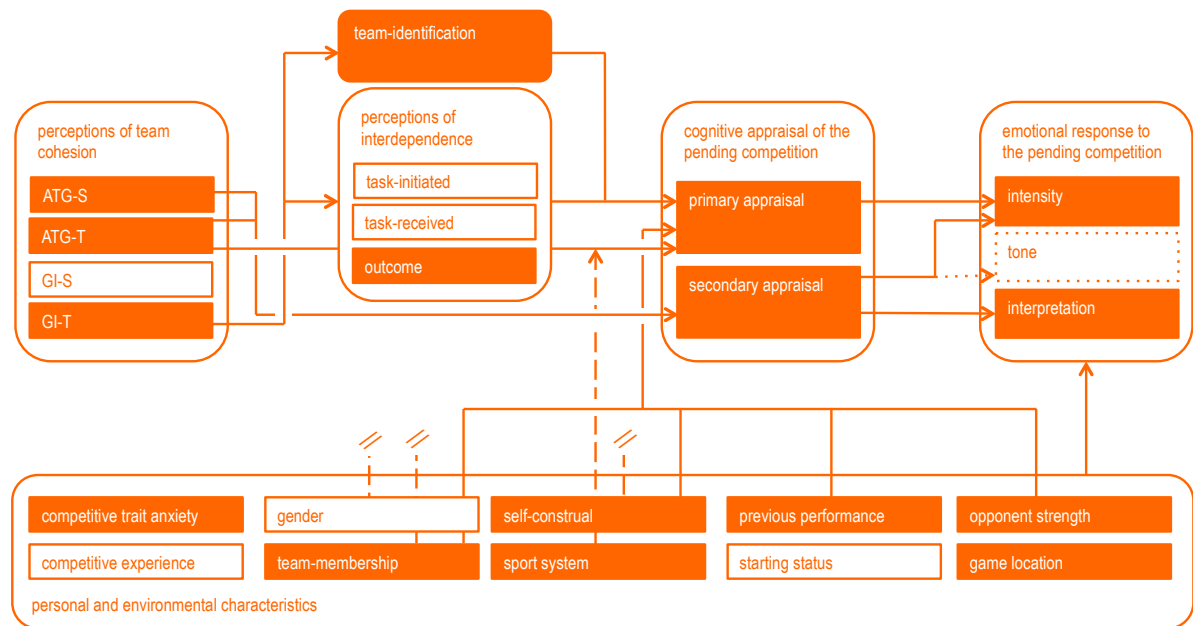 team-identification
perceptions of team
cohesion
ATG-S
ATG-T
GI-S
GI-T
perceptions of
interdependence
task-initiated
task-received
outcome
cognitive appraisal of the
pending competition
primary appraisal
secondary appraisal
emotional response to
the pending competition
intensity
tone
interpretation
competitive trait anxiety
gender
self-construal
previous performance
opponent strength
competitive experience
team-membership
sport system
starting status
game location
personal and environmental characteristics